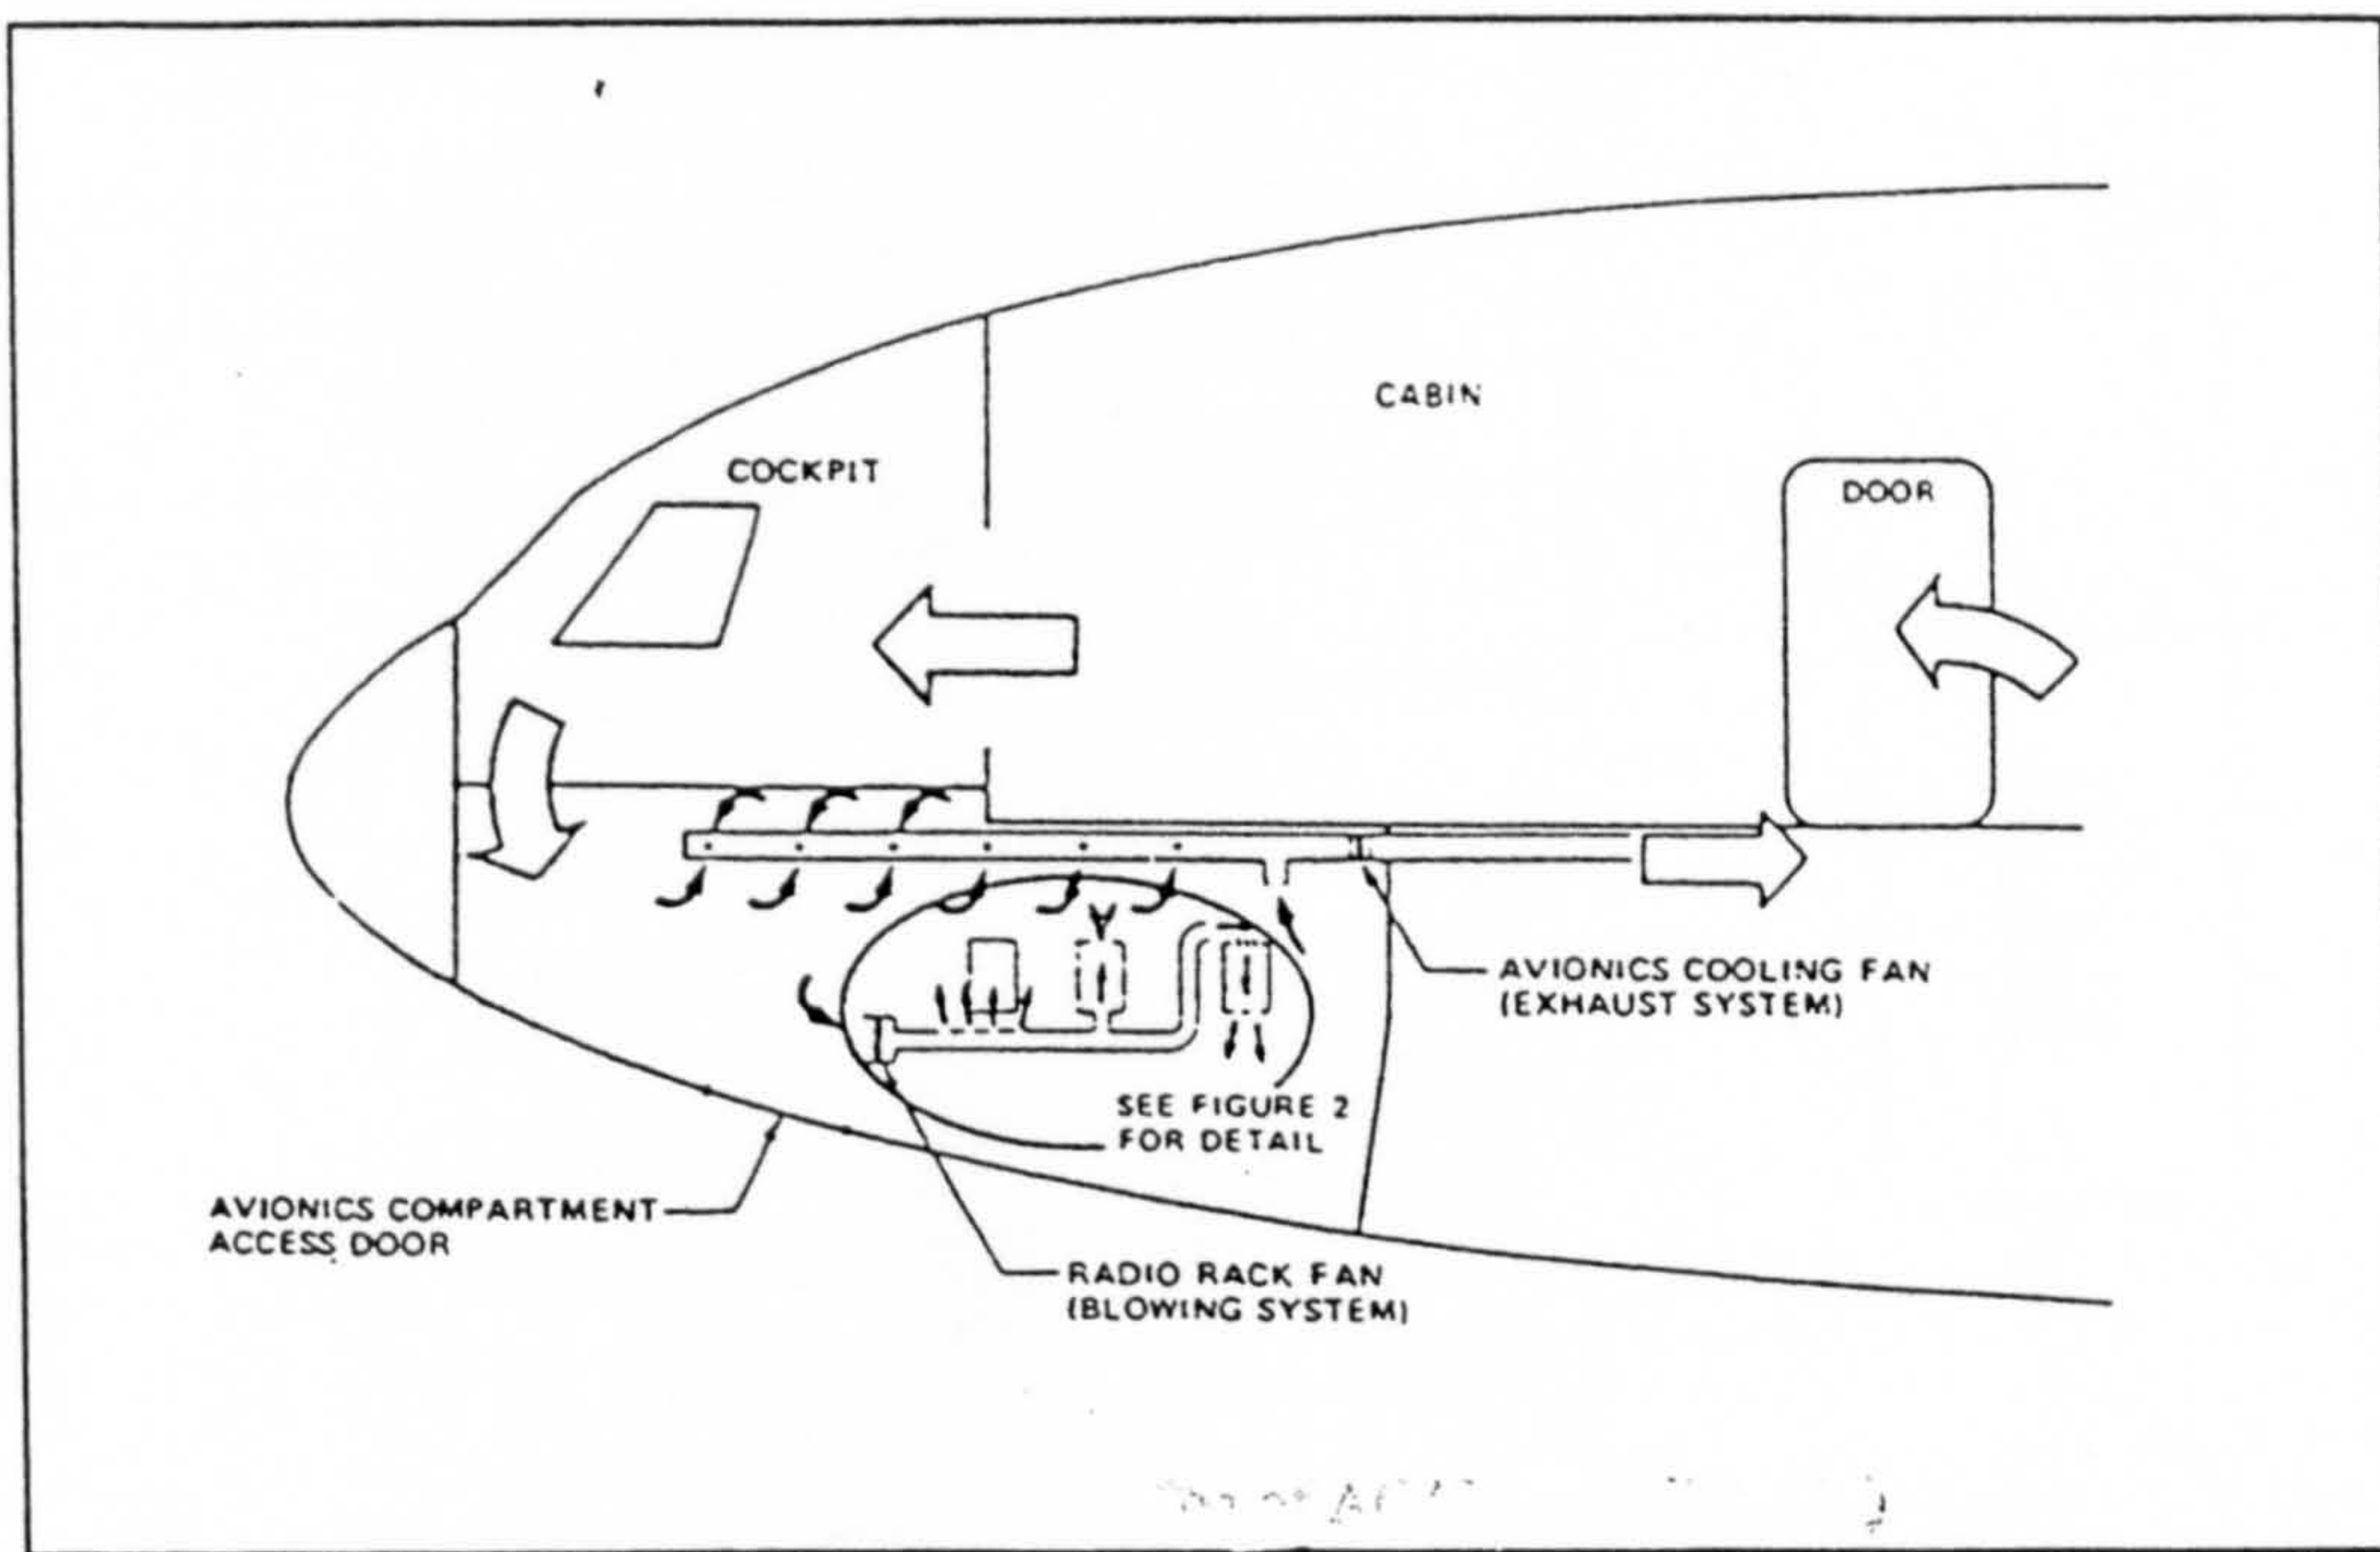 CABIN
COCKPIT
DOOR
AVIONICS COOLING FAN
(EXHAUST SYSTEM)
SEE FIGURE 2
FOR DETAIL
AVIONICS COMPARTMENT
ACCESS DOOR
RADIO RACK FAN
(BLOWING SYSTEM)